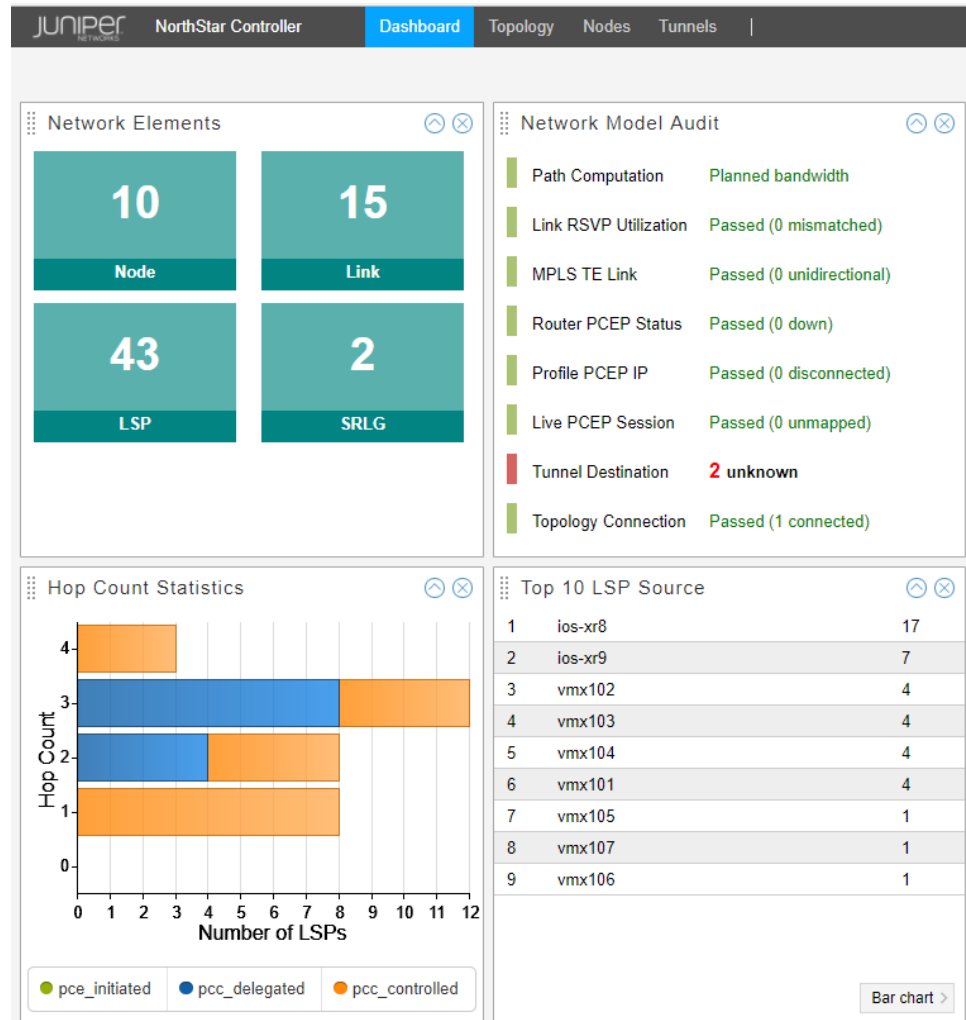 JUNIPER NETWORKS NorthStar Controller Dashboard Topology Nodes Tunnels
Network Elements
10
Node
15
Link
43
LSP
2
SRLG
Network Model Audit
Path Computation Planned bandwidth
Link RSVP Utilization Passed (0 mismatched)
MPLS TE Link Passed (0 unidirectional)
Router PCEP Status Passed (0 down)
Profile PCEP IP Passed (0 disconnected)
Live PCEP Session Passed (0 unmapped)
Tunnel Destination 2 unknown
Topology Connection Passed (1 connected)
Hop Count Statistics
Hop Count
4
3
2
1
0
0 1 2 3 4 5 6 7 8 9 10 11 12
Number of LSPs
pce_initiated pcc_delegated pcc_controlled
Top 10 LSP Source
1 ios-xr8 17
2 ios-xr9 7
3 vmx102 4
4 vmx103 4
5 vmx104 4
6 vmx101 4
7 vmx105 1
8 vmx107 1
9 vmx106 1
Bar chart >